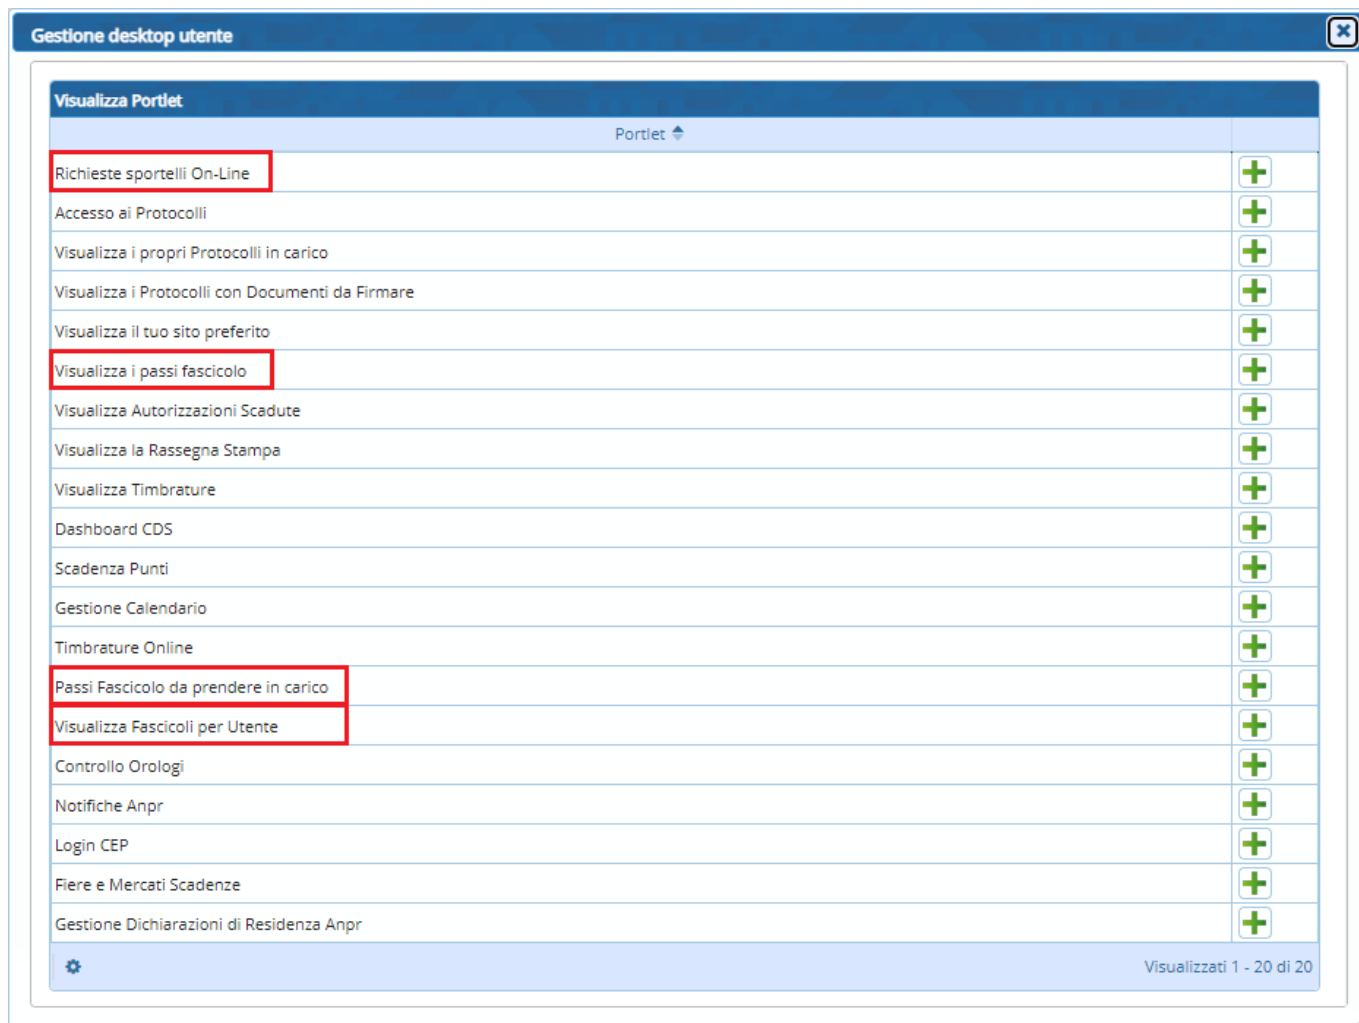 Gestione desktop utente
Visualizza Portlet
Portlet
Richieste sportelli On-Line
Accesso ai Protocolli
Visualizza i propri Protocolli in carico
Visualizza i Protocolli con Documenti da Firmare
Visualizza il tuo sito preferito
Visualizza i passi fascicolo
Visualizza Autorizzazioni Scadute
Visualizza la Rassegna Stampa
Visualizza Timbrature
Dashboard CDS
Scadenza Punti
Gestione Calendario
Timbrature Online
Passi Fascicolo da prendere in carico
Visualizza Fascicoli per Utente
Controllo Orologi
Notifiche Anpr
Login CEP
Fiere e Mercati Scadenze
Gestione Dichiarazioni di Residenza Anpr
Visualizzati 1 - 20 di 20